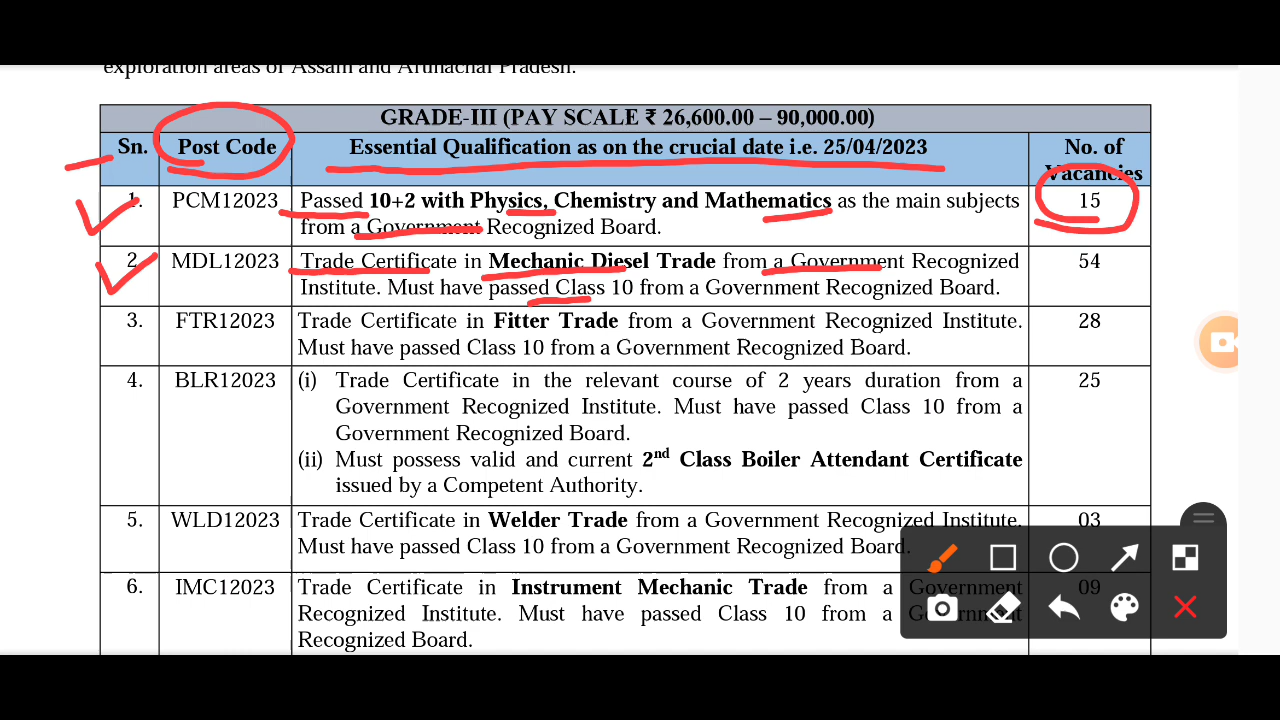 exploration areas of Assam and Arunachal Pradesh.
GRADE-III (PAY SCALE ₹ 26,600.00 – 90,000.00)
Sn. Post Code Essential Qualification as on the crucial date i.e. 25/04/2023 No. of
Vacancies
1. PCM12023 Passed 10+2 with Physics, Chemistry and Mathematics as the main subjects 15
from a Government Recognized Board.
2. MDL12023 Trade Certificate in Mechanic Diesel Trade from a Government Recognized 54
Institute. Must have passed Class 10 from a Government Recognized Board.
3. FTR12023 Trade Certificate in Fitter Trade from a Government Recognized Institute. 28
Must have passed Class 10 from a Government Recognized Board.
4. BLR12023 (i) Trade Certificate in the relevant course of 2 years duration from a 25
Government Recognized Institute. Must have passed Class 10 from a
Government Recognized Board.
(ii) Must possess valid and current 2nd Class Boiler Attendant Certificate
issued by a Competent Authority.
5. WLD12023 Trade Certificate in Welder Trade from a Government Recognized Institute. 03
Must have passed Class 10 from a Government Recognized Board.
6. IMC12023 Trade Certificate in Instrument Mechanic Trade from a Government 09
Recognized Institute. Must have passed Class 10 from a Government
Recognized Board.